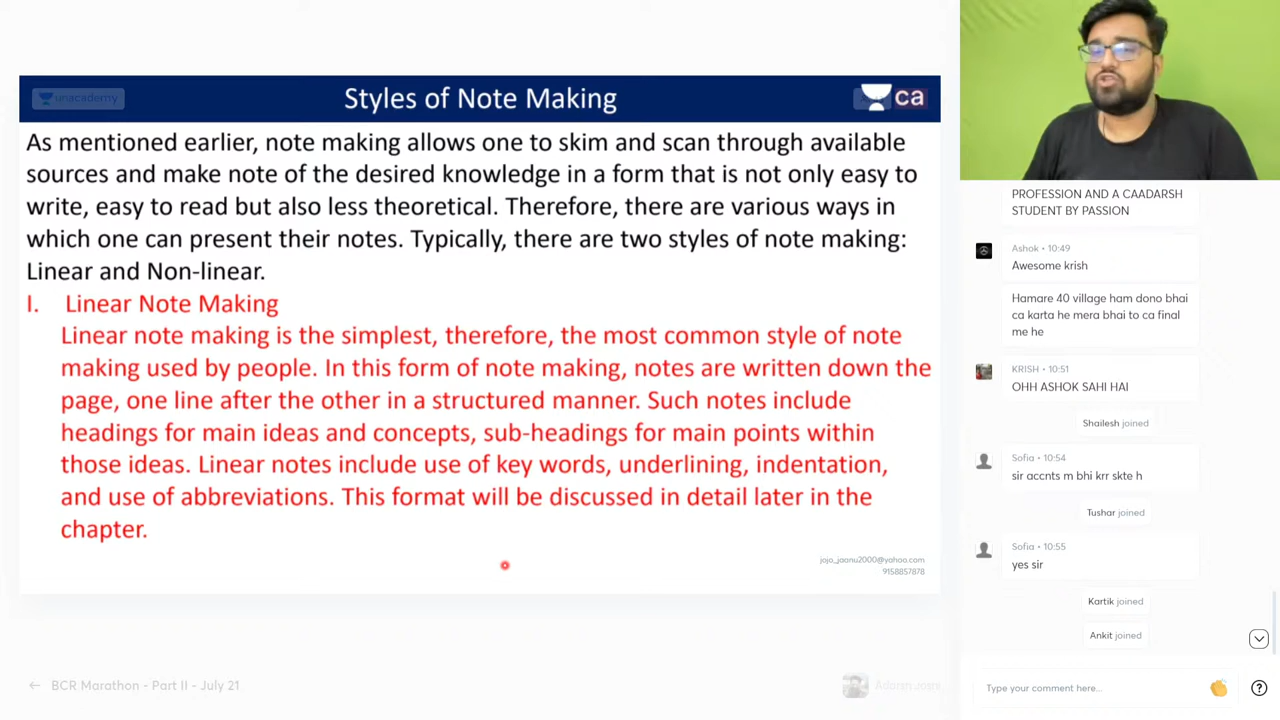 unacademy
Styles of Note Making
ca
As mentioned earlier, note making allows one to skim and scan through available
sources and make note of the desired knowledge in a form that is not only easy to
write, easy to read but also less theoretical. Therefore, there are various ways in
which one can present their notes. Typically, there are two styles of note making:
Linear and Non-linear.
I. Linear Note Making
Linear note making is the simplest, therefore, the most common style of note
making used by people. In this form of note making, notes are written down the
page, one line after the other in a structured manner. Such notes include
headings for main ideas and concepts, sub-headings for main points within
those ideas. Linear notes include use of key words, underlining, indentation,
and use of abbreviations. This format will be discussed in detail later in the
chapter.
jojo_jaanu2000@yahoo.com
9158857878
BCR Marathon - Part II - July 21
PROFESSION AND A CAADARSH
STUDENT BY PASSION
Ashok • 10:49
Awesome krish
Hamare 40 village ham dono bhai
ca karta he mera bhai to ca final
me he
KRISH • 10:51
OHH ASHOK SAHI HAI
Shailesh joined
Sofia • 10:54
sir accnts m bhi krr skte h
Tushar joined
Sofia • 10:55
yes sir
Kartik joined
Ankit joined
Type your comment here...